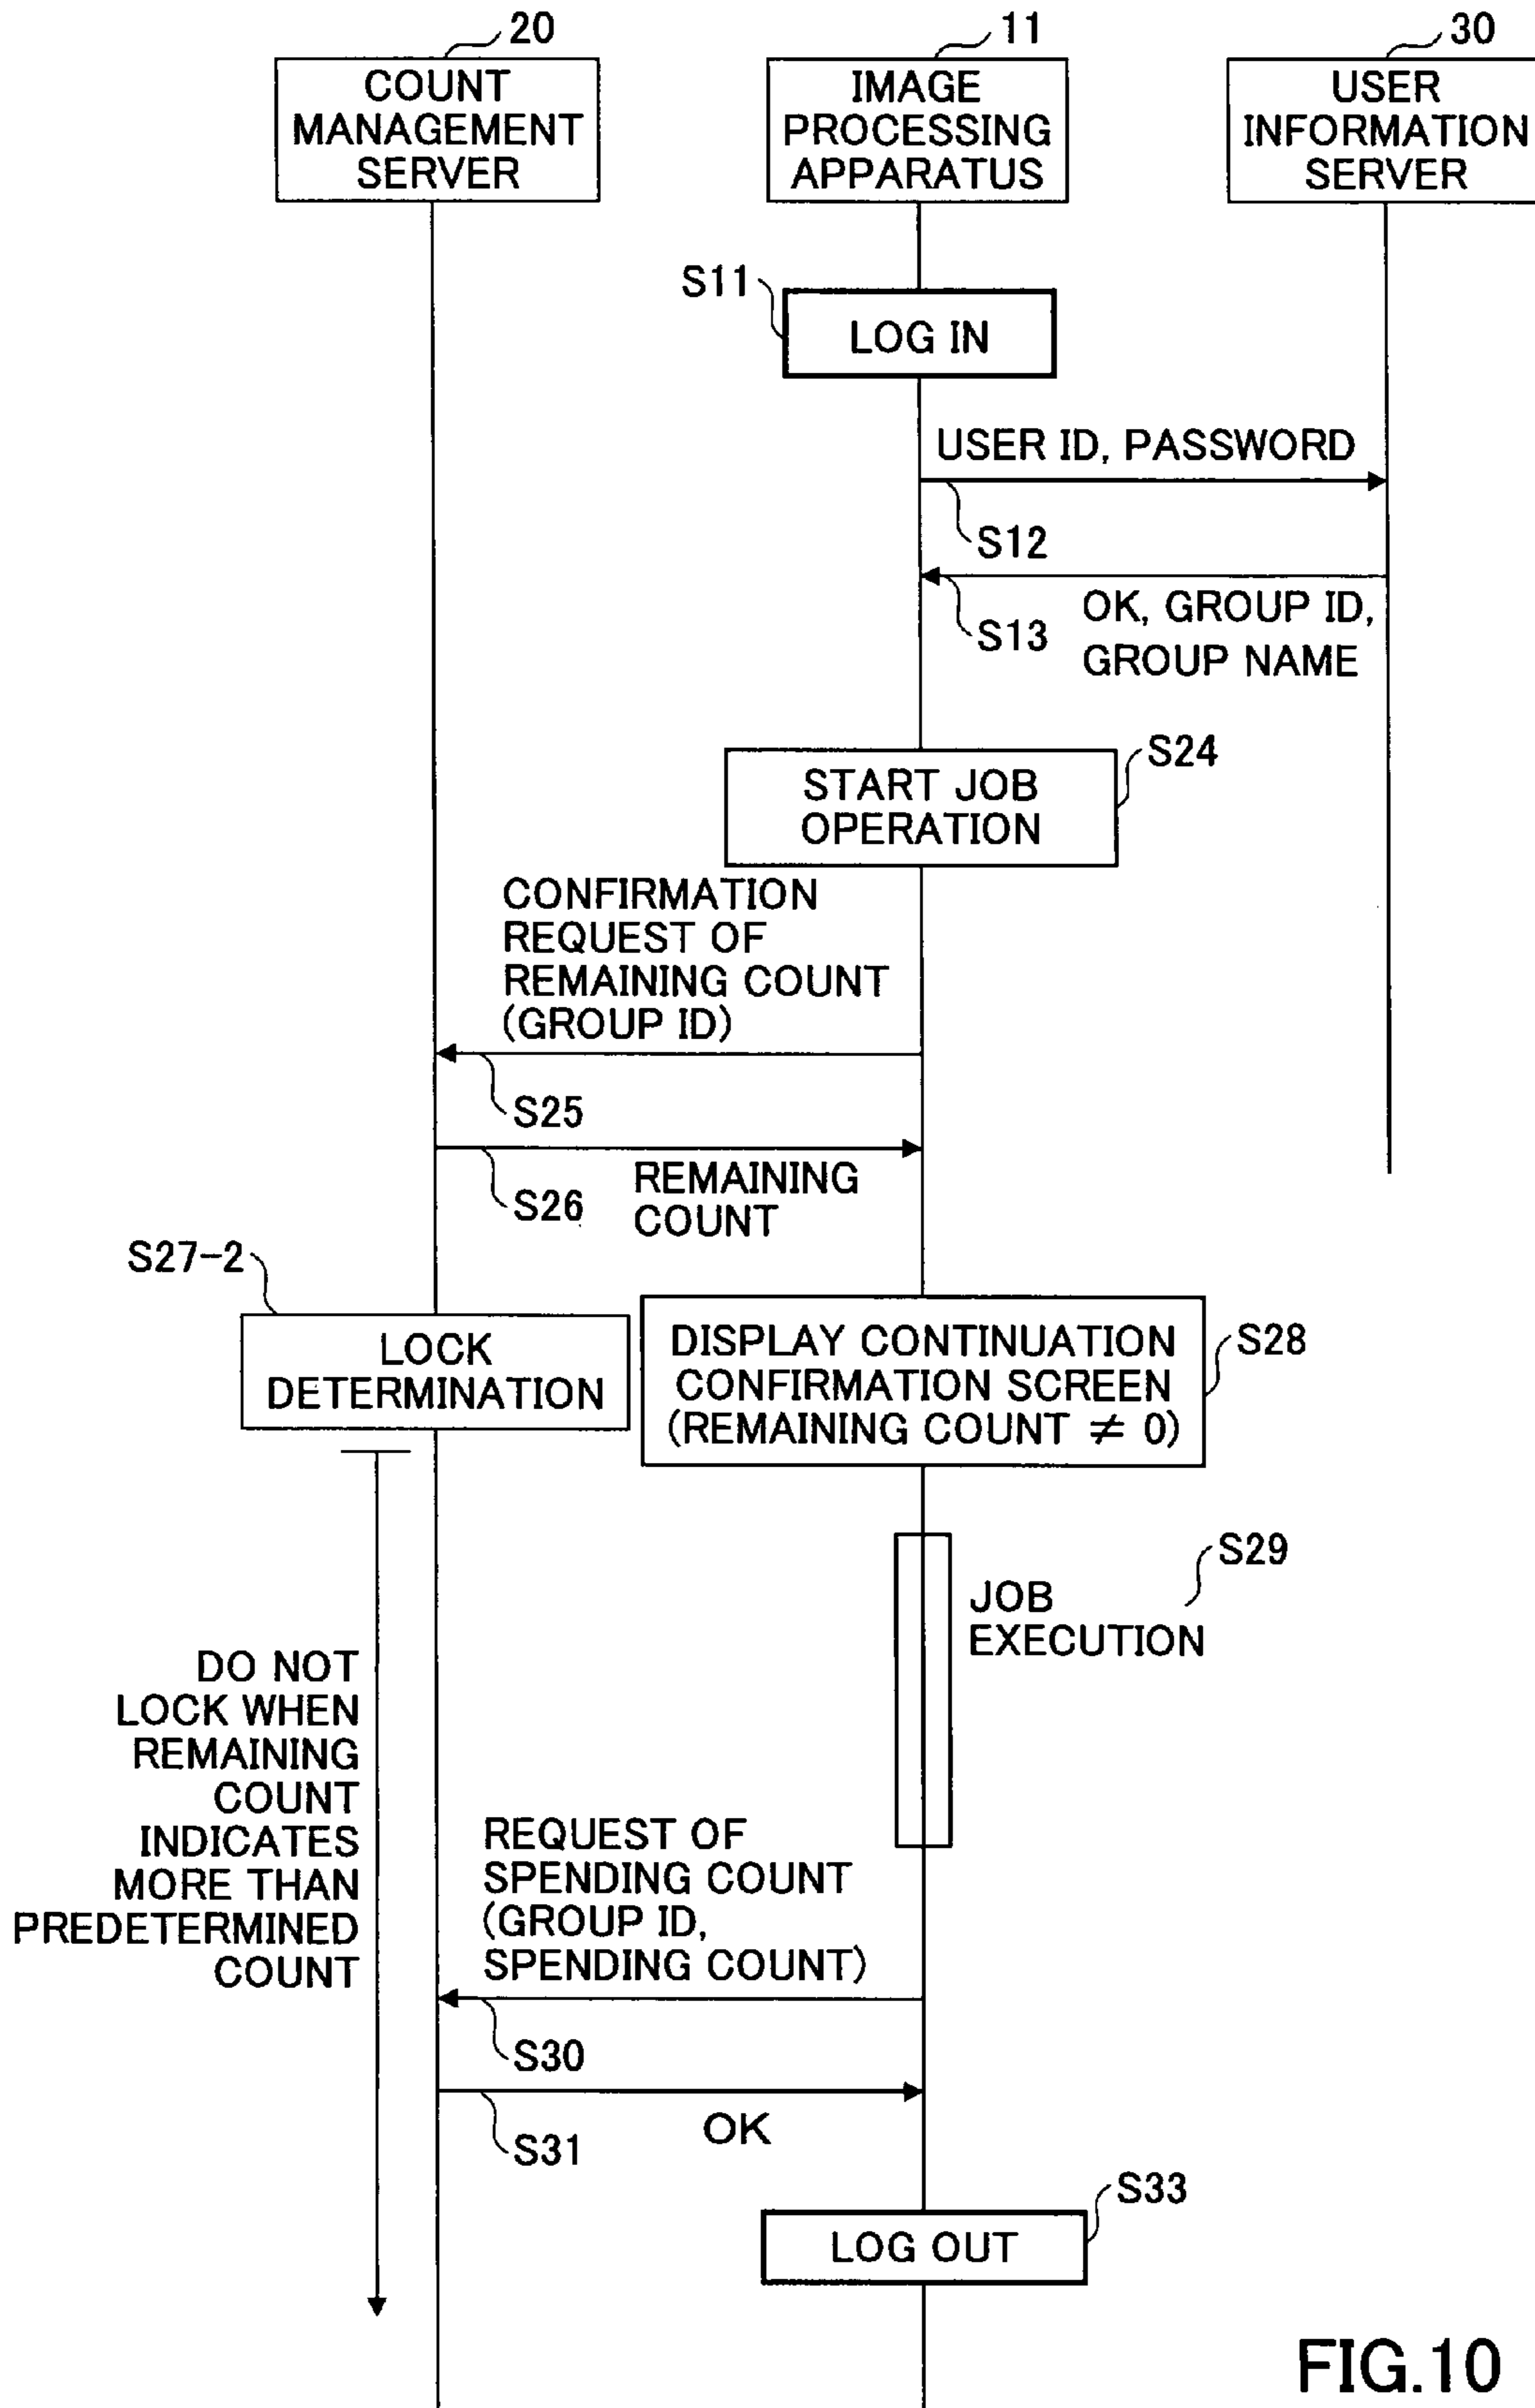 20
COUNT
MANAGEMENT
SERVER
11
IMAGE
PROCESSING
APPARATUS
30
USER
INFORMATION
SERVER
S11
LOG IN
USER ID, PASSWORD
S12
S13
OK, GROUP ID,
GROUP NAME
S24
START JOB
OPERATION
CONFIRMATION
REQUEST OF
REMAINING COUNT
(GROUP ID)
S25
S26
REMAINING
COUNT
S27-2
LOCK
DETERMINATION
DISPLAY CONTINUATION
CONFIRMATION SCREEN
(REMAINING COUNT ≠ 0)
S28
S29
JOB
EXECUTION
DO NOT
LOCK WHEN
REMAINING
COUNT
INDICATES
MORE THAN
PREDETERMINED
COUNT
REQUEST OF
SPENDING COUNT
(GROUP ID,
SPENDING COUNT)
S30
S31
OK
S33
LOG OUT
FIG.10